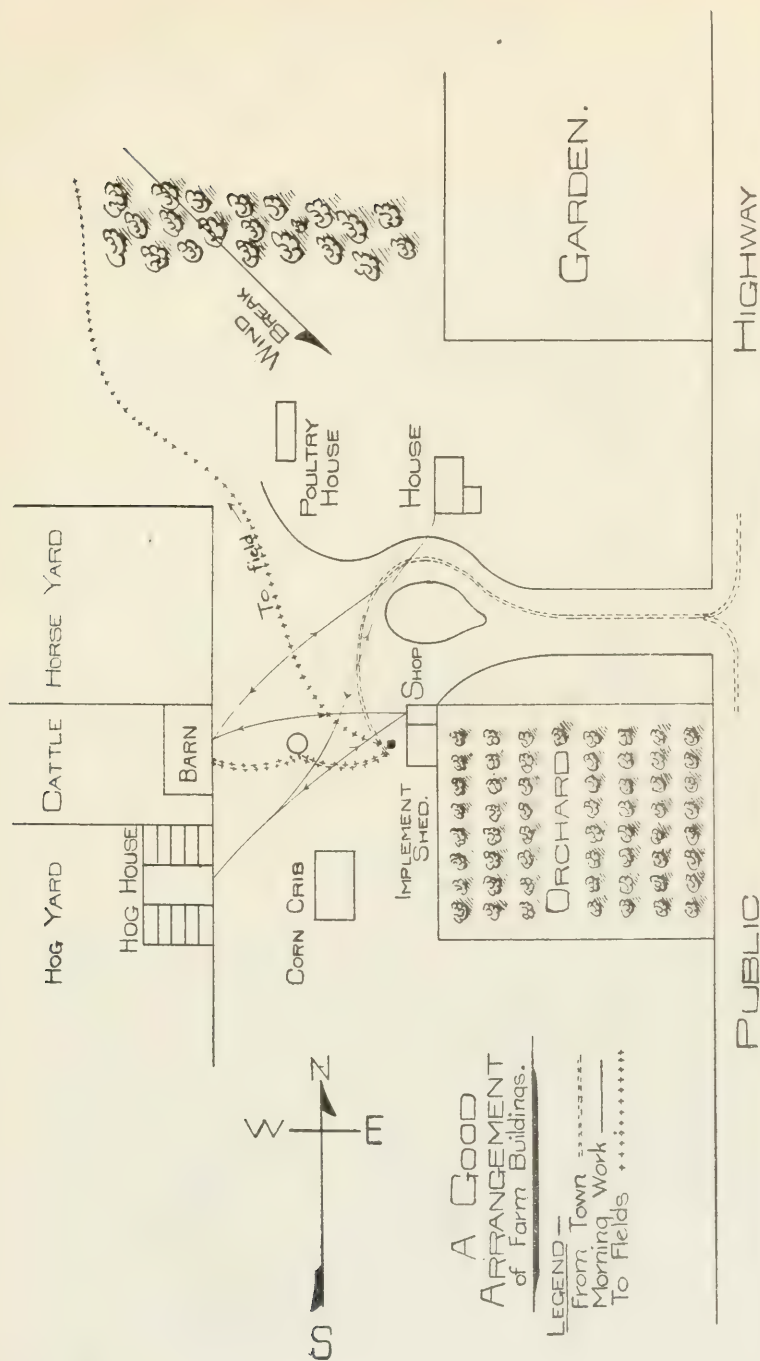 HOG YARD
CATTLE
HORSE YARD
HOG HOUSE
BARN
To field
WIND
BREAK
CORN CRIB
POULTRY
HOUSE
IMPLEMENT
SHED.
SHOP
HOUSE
GARDEN.
ORCHARD
PUBLIC
HIGHWAY
W
N
E
S
A GOOD
ARRANGEMENT
of Farm Buildings.
LEGEND—
From Town
Morning Work
To Fields